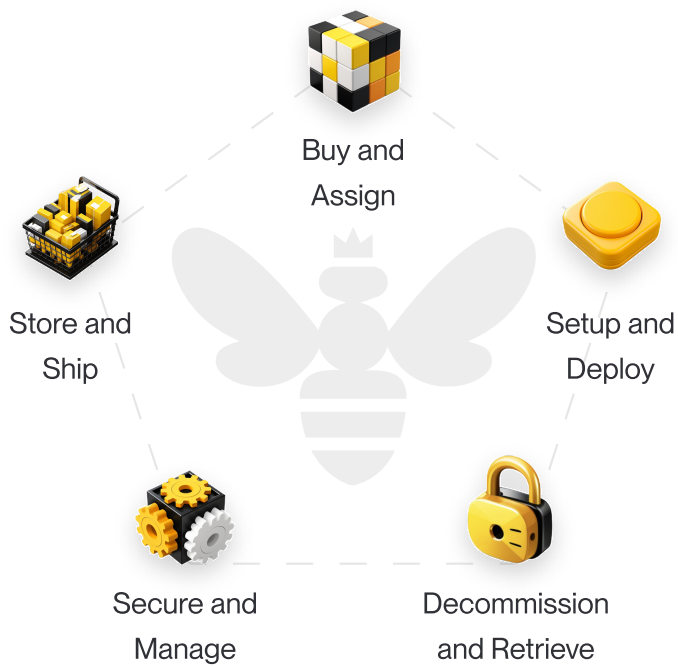 Buy and
Assign
Store and
Ship
Setup and
Deploy
Secure and
Manage
Decommission
and Retrieve